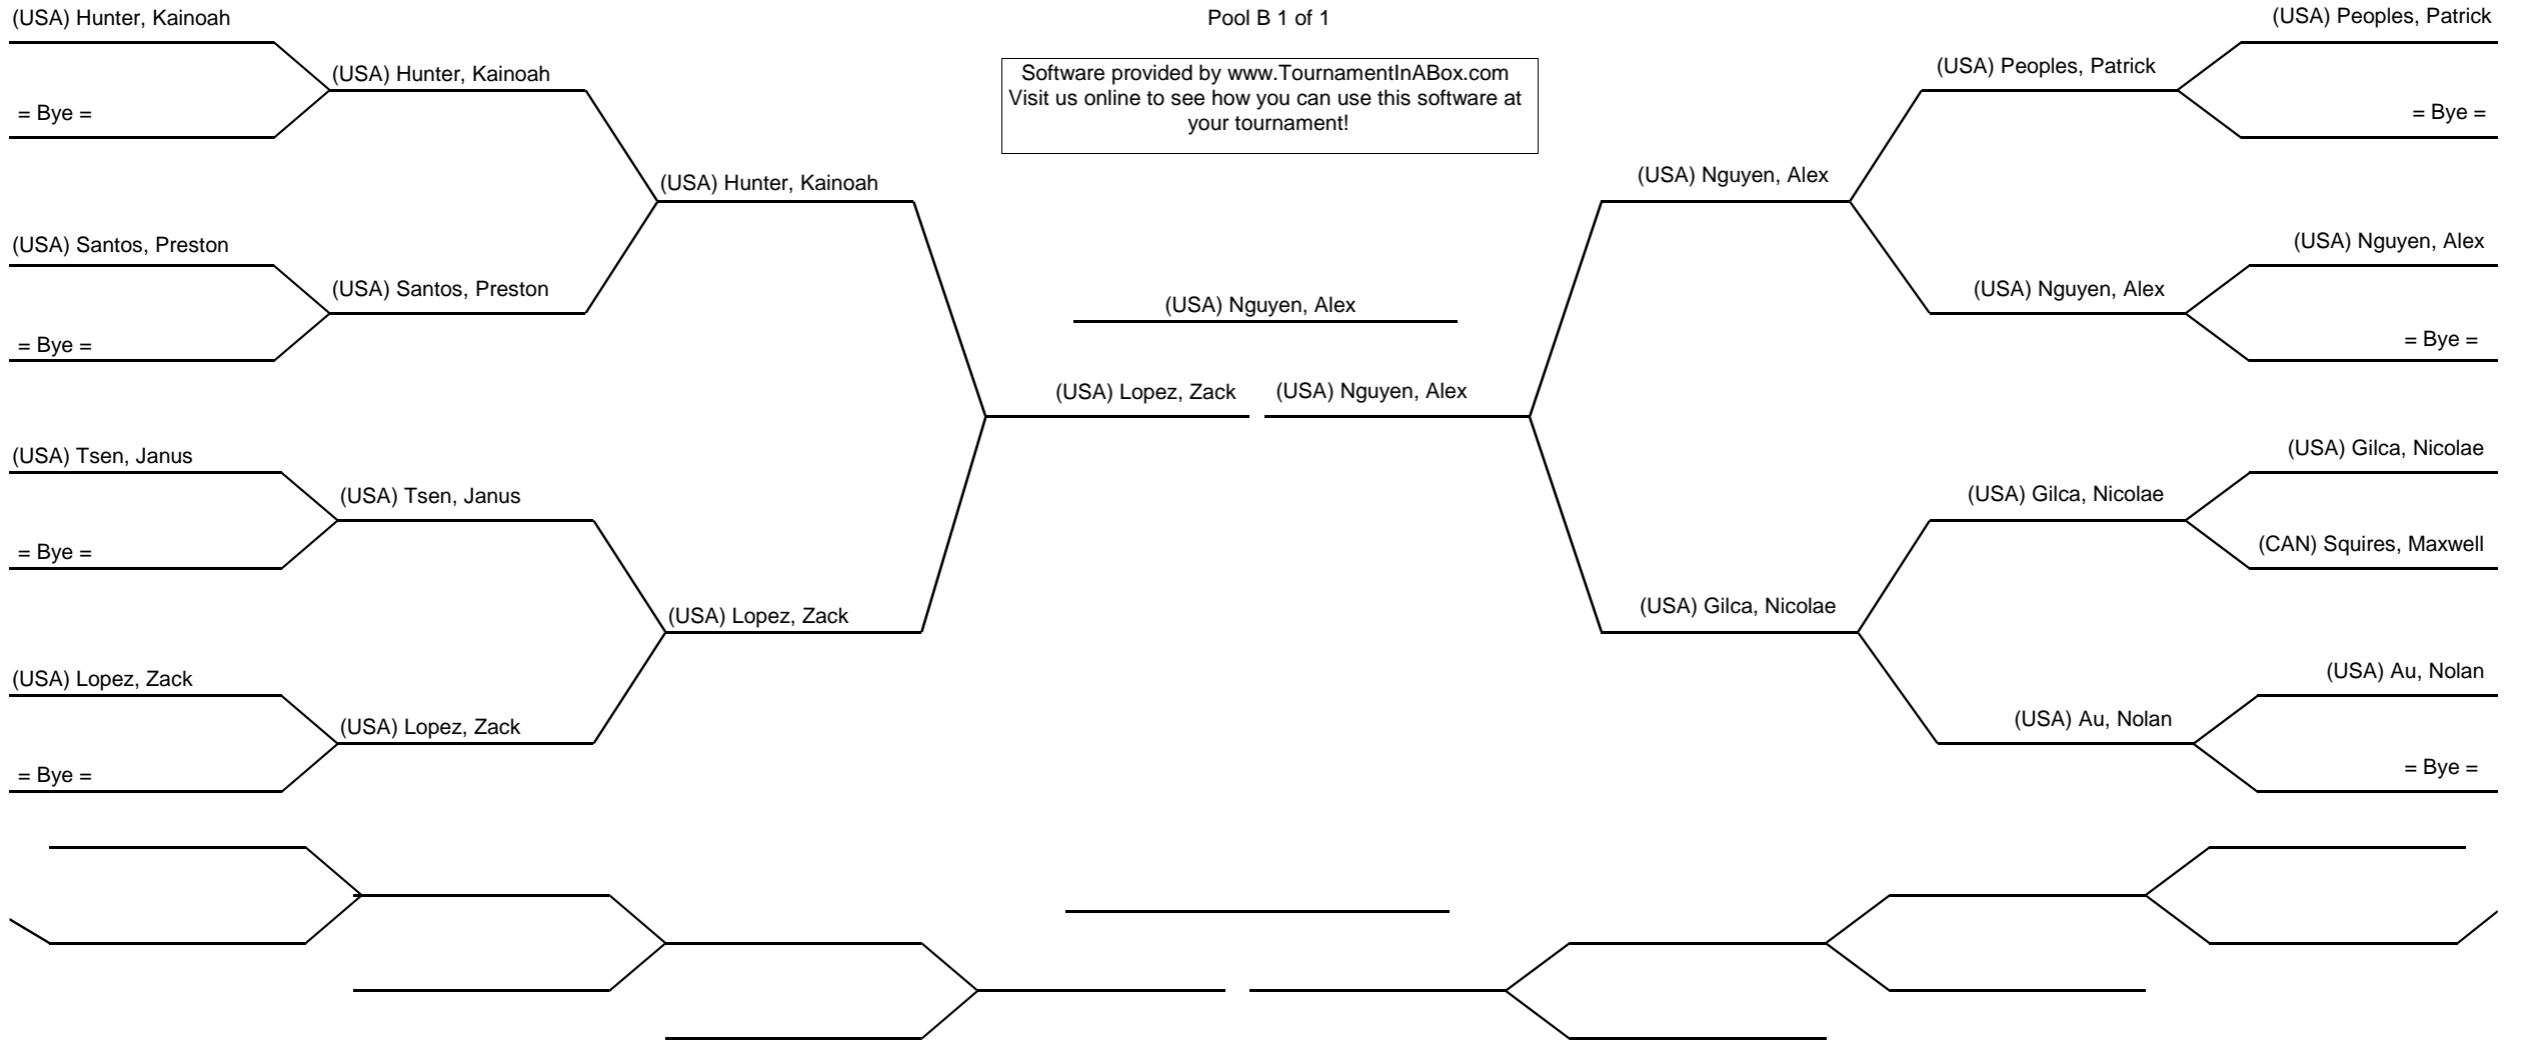 Pool B 1 of 1
Software provided by www.TournamentInABox.com
Visit us online to see how you can use this software at
your tournament!
(USA) Hunter, Kainoah
= Bye =
(USA) Santos, Preston
= Bye =
(USA) Tsen, Janus
= Bye =
(USA) Lopez, Zack
= Bye =
(USA) Hunter, Kainoah
(USA) Santos, Preston
(USA) Tsen, Janus
(USA) Lopez, Zack
(USA) Hunter, Kainoah
(USA) Lopez, Zack
(USA) Lopez, Zack
(USA) Nguyen, Alex
(USA) Nguyen, Alex
(USA) Nguyen, Alex
(USA) Gilca, Nicolae
(USA) Peoples, Patrick
(USA) Nguyen, Alex
(USA) Gilca, Nicolae
(USA) Au, Nolan
(USA) Peoples, Patrick
= Bye =
(USA) Nguyen, Alex
= Bye =
(USA) Gilca, Nicolae
(CAN) Squires, Maxwell
(USA) Au, Nolan
= Bye =